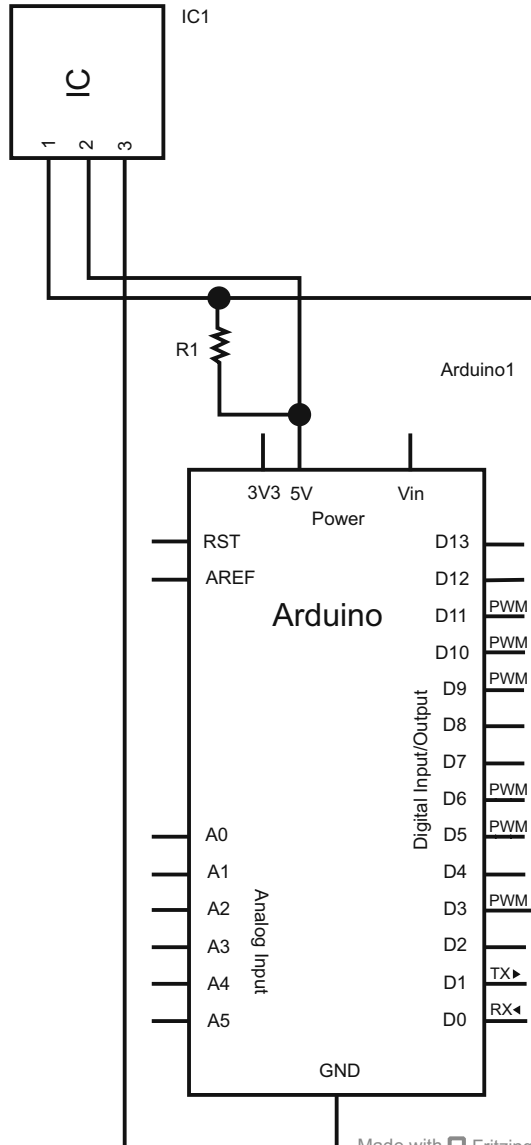 IC1
IC
1 2 3
R1
Arduino1
3V3 5V Vin
Power
RST D13
AREF D12
Arduino
D11 PWM
D10 PWM
D9 PWM
D8
D7
Digital Input/Output
D6 PWM
A0 D5 PWM
A1 D4
A2 D3 PWM
Analog Input
A3 D2
A4 D1 TX
A5 D0 RX
GND
Made with Fritzing